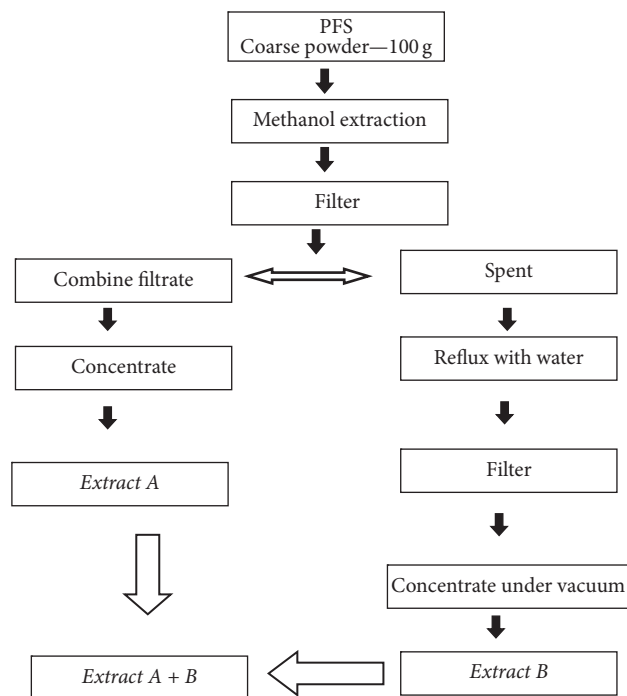 PFS
Coarse powder—100 g
Methanol extraction
Filter
Combine filtrate
Spent
Concentrate
Reflux with water
Extract A
Filter
Concentrate under vacuum
Extract A + B
Extract B